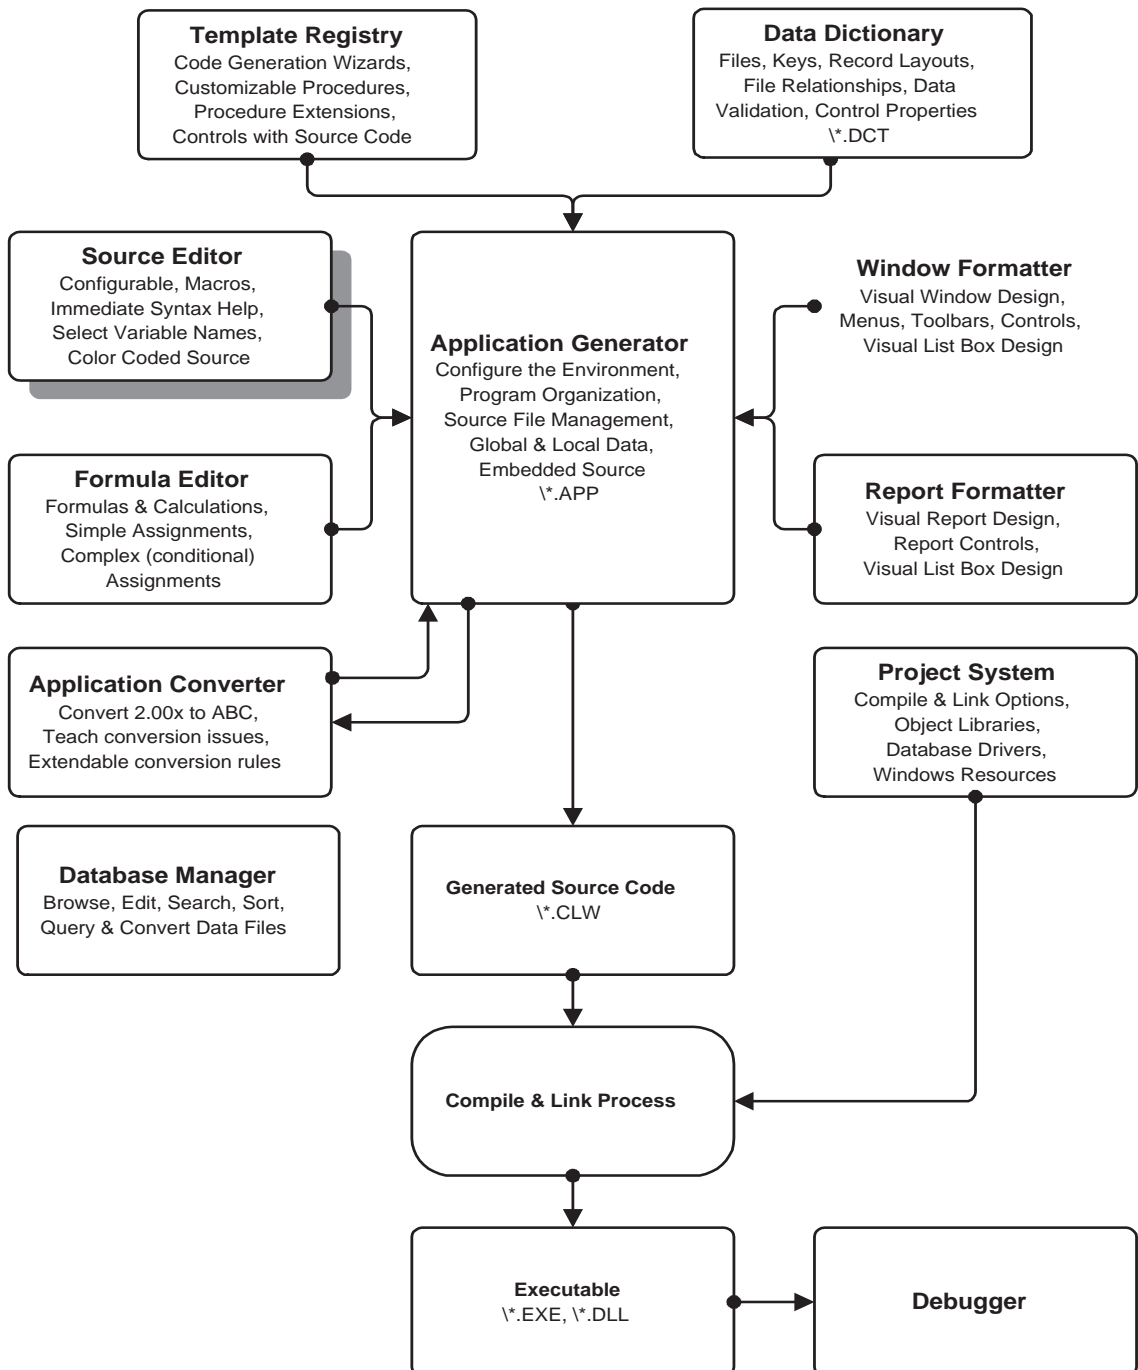 Template Registry
Code Generation Wizards,
Customizable Procedures,
Procedure Extensions,
Controls with Source Code
Data Dictionary
Files, Keys, Record Layouts,
File Relationships, Data
Validation, Control Properties
\*.DCT
Source Editor
Configurable, Macros,
Immediate Syntax Help,
Select Variable Names,
Color Coded Source
Application Generator
Configure the Environment,
Program Organization,
Source File Management,
Global & Local Data,
Embedded Source
\*.APP
Window Formatter
Visual Window Design,
Menus, Toolbars, Controls,
Visual List Box Design
Formula Editor
Formulas & Calculations,
Simple Assignments,
Complex (conditional)
Assignments
Report Formatter
Visual Report Design,
Report Controls,
Visual List Box Design
Application Converter
Convert 2.00x to ABC,
Teach conversion issues,
Extendable conversion rules
Project System
Compile & Link Options,
Object Libraries,
Database Drivers,
Windows Resources
Database Manager
Browse, Edit, Search, Sort,
Query & Convert Data Files
Generated Source Code
\*.CLW
Compile & Link Process
Executable
\*.EXE, \*.DLL
Debugger